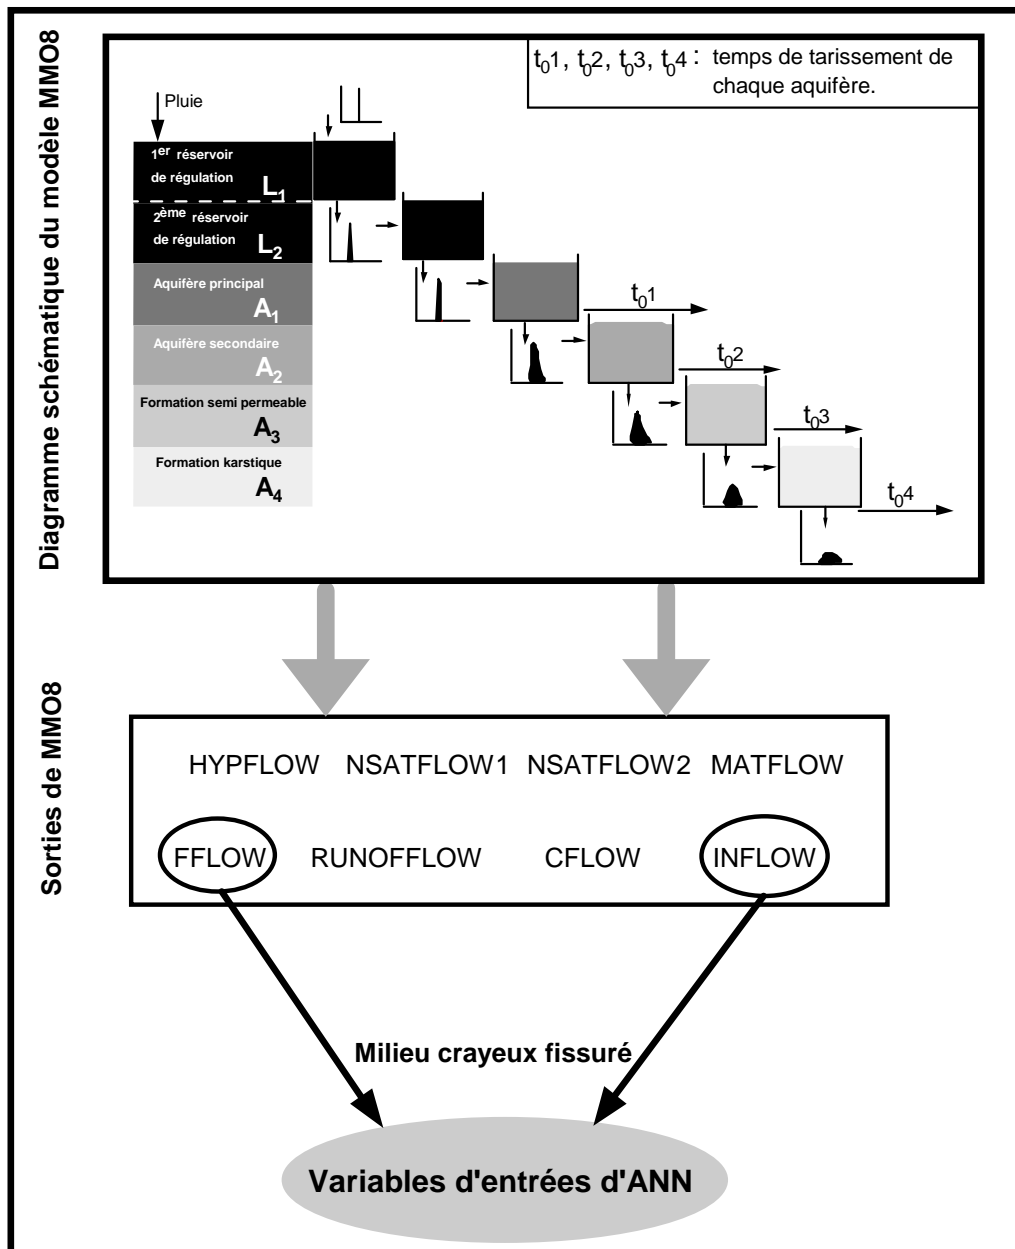 Diagramme schématique du modèle MMO8
t₀1, t₀2, t₀3, t₀4 : temps de tarissement de
chaque aquifère.
Pluie
1er réservoir
de régulation L₁
2ème réservoir
de régulation L₂
Aquifère principal
A₁
Aquifère secondaire
A₂
Formation semi permeable
A₃
Formation karstique
A₄
t₀1
t₀2
t₀3
t₀4
Sorties de MMO8
HYPFLOW NSATFLOW1 NSATFLOW2 MATFLOW
FFLOW RUNOFFLOW CFLOW INFLOW
Milieu crayeux fissuré
Variables d'entrées d'ANN